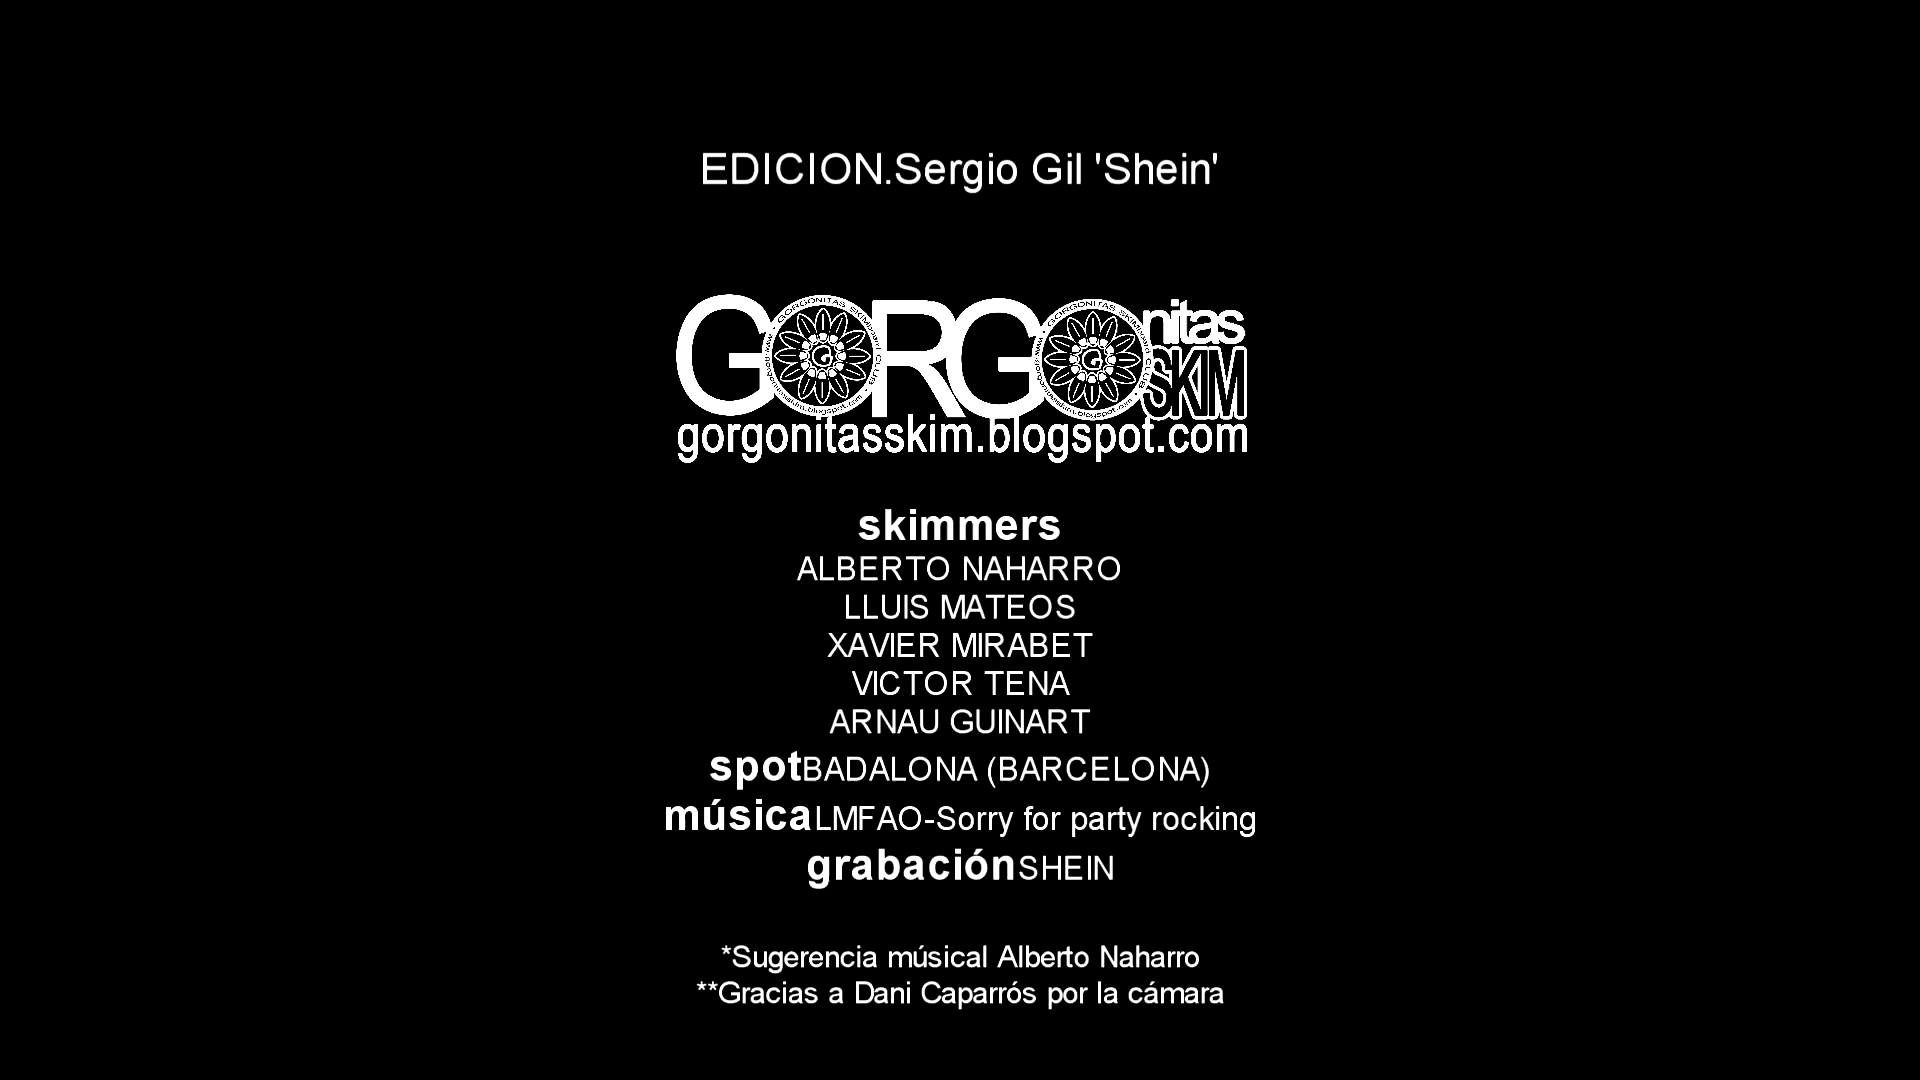 EDICION.Sergio Gil 'Shein'
GORGOnitas
SKIM
gorgonitasskim.blogspot.com
skimmers
ALBERTO NAHARRO
LLUIS MATEOS
XAVIER MIRABET
VICTOR TENA
ARNAU GUINART
spotBADALONA (BARCELONA)
músicaLMFAO-Sorry for party rocking
grabaciónSHEIN
*Sugerencia músical Alberto Naharro
**Gracias a Dani Caparrós por la cámara